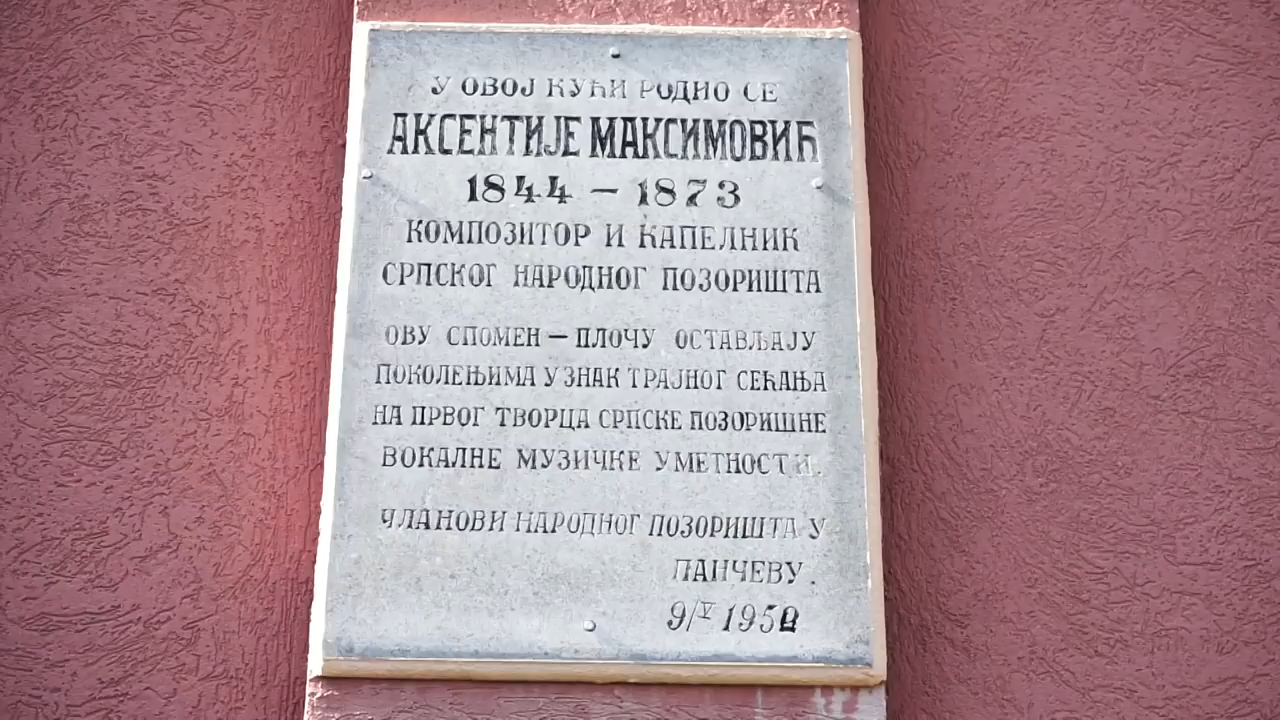 У ОВОЈ КУЋИ РОДИО СЕ
АКСЕНТИЈЕ МАКСИМОВИЋ
1844 – 1873
КОМПОЗИТОР И КАПЕЛНИК
СРПСКОГ НАРОДНОГ ПОЗОРИШТА
ОВУ СПОМЕН – ПЛОЧУ ОСТАВЉАЈУ
ПОКОЛЕЊИМА У ЗНАК ТРАЈНОГ СЕЋАЊА
НА ПРВОГ ТВОРЦА СРПСКЕ ПОЗОРИШНЕ
ВОКАЛНЕ МУЗИЧКЕ УМЕТНОСТИ.
ЧЛАНОВИ НАРОДНОГ ПОЗОРИШТА У
ПАНЧЕВУ.
9/V